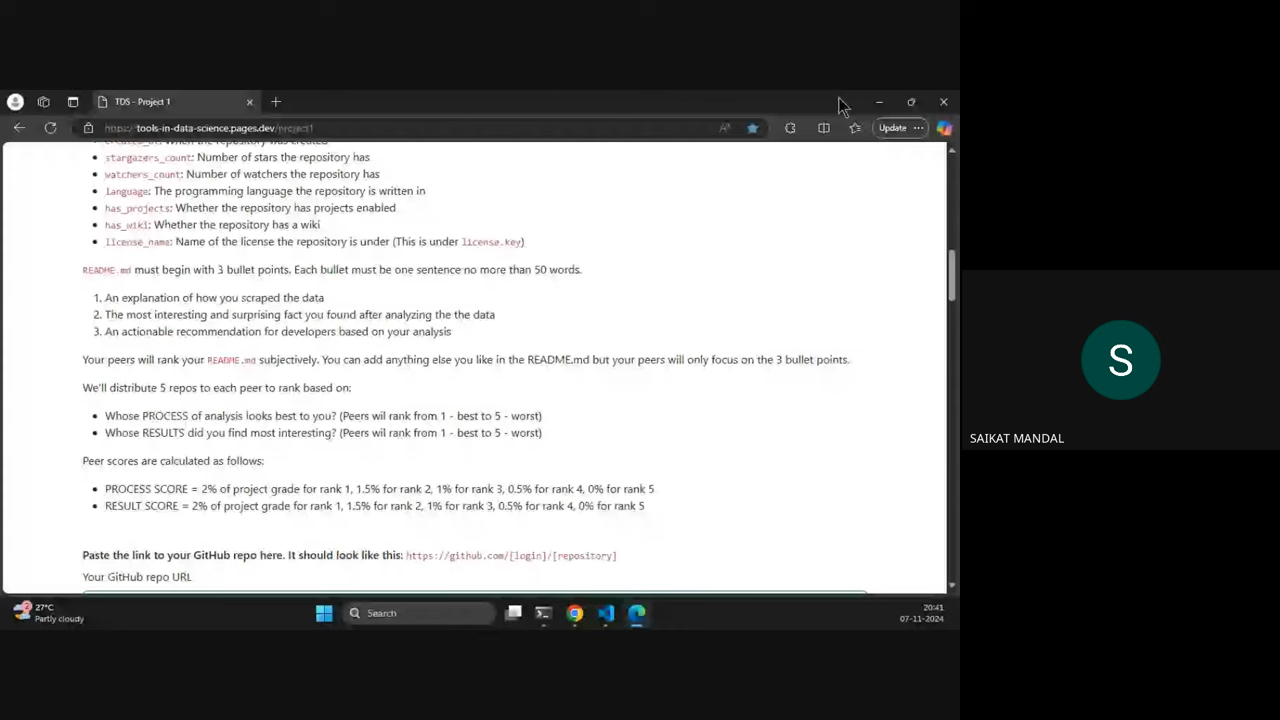 TDS - Project 1
https://tools-in-data-science.pages.dev/project1
Update
created_at: When the repository was created
stargazers_count: Number of stars the repository has
watchers_count: Number of watchers the repository has
language: The programming language the repository is written in
has_projects: Whether the repository has projects enabled
has_wiki: Whether the repository has a wiki
license_name: Name of the license the repository is under (This is under license.key)
README.md must begin with 3 bullet points. Each bullet must be one sentence no more than 50 words.
1. An explanation of how you scraped the data
2. The most interesting and surprising fact you found after analyzing the the data
3. An actionable recommendation for developers based on your analysis
Your peers will rank your README.md subjectively. You can add anything else you like in the README.md but your peers will only focus on the 3 bullet points.
We'll distribute 5 repos to each peer to rank based on:
Whose PROCESS of analysis looks best to you? (Peers wil rank from 1 - best to 5 - worst)
Whose RESULTS did you find most interesting? (Peers wil rank from 1 - best to 5 - worst)
Peer scores are calculated as follows:
PROCESS SCORE = 2% of project grade for rank 1, 1.5% for rank 2, 1% for rank 3, 0.5% for rank 4, 0% for rank 5
RESULT SCORE = 2% of project grade for rank 1, 1.5% for rank 2, 1% for rank 3, 0.5% for rank 4, 0% for rank 5
Paste the link to your GitHub repo here. It should look like this: https://github.com/[login]/[repository]
Your GitHub repo URL
27°C
Partly cloudy
Search
20:41
07-11-2024
S
SAIKAT MANDAL